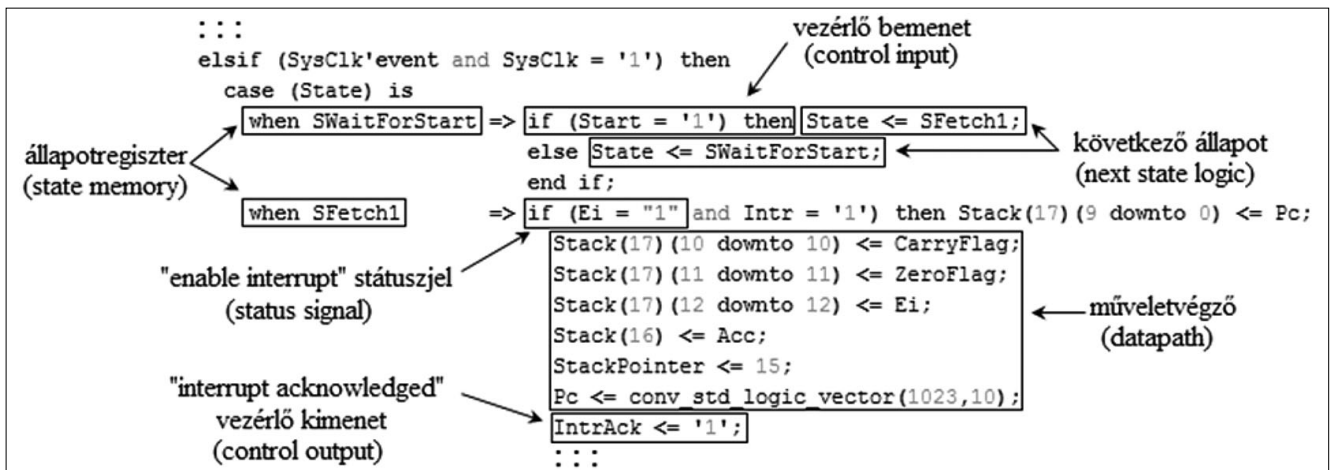 : : :
vezérlő bemenet
(control input)
elsif (SysClk'event and SysClk = '1') then
case (State) is
when SWaitForStart => if (Start = '1') then State <= SFetch1;
else State <= SWaitForStart;
end if;
állapotregiszter
(state memory)
következő állapot
(next state logic)
when SFetch1 => if (Ei = "1" and Intr = '1') then Stack(17)(9 downto 0) <= Pc;
Stack(17)(10 downto 10) <= CarryFlag;
Stack(17)(11 downto 11) <= ZeroFlag;
Stack(17)(12 downto 12) <= Ei;
Stack(16) <= Acc;
StackPointer <= 15;
Pc <= conv_std_logic_vector(1023,10);
IntrAck <= '1';
: : :
"enable interrupt" státuszjel
(status signal)
műveletvégző
(datapath)
"interrupt acknowledged"
vezérlő kimenet
(control output)